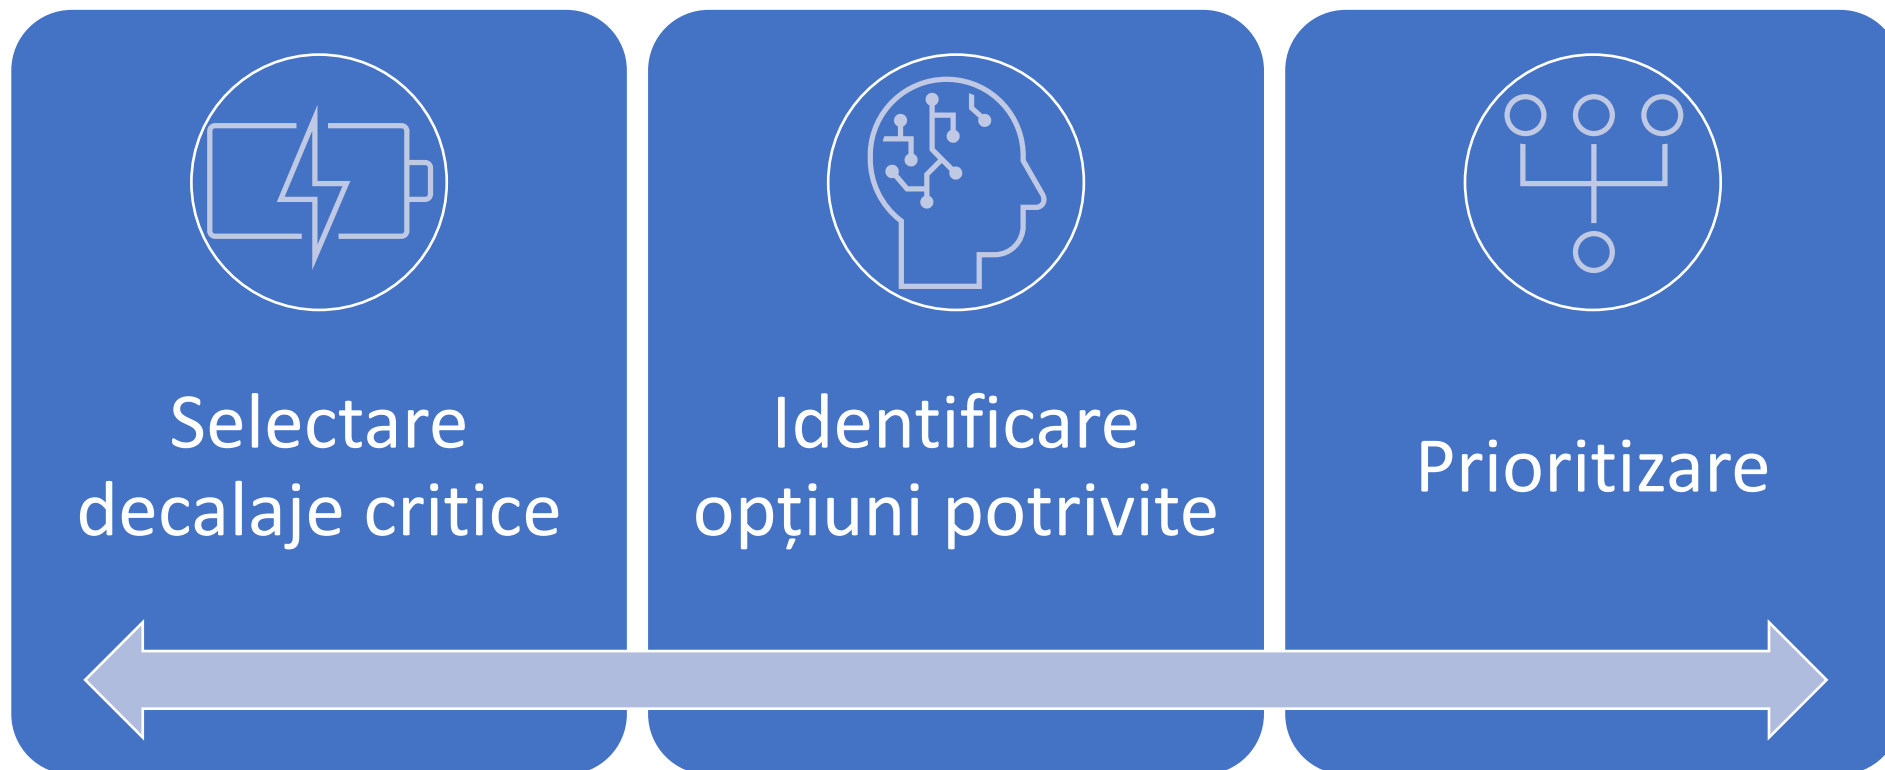 Selectare
decalaje critice
Identificare
opțiuni potrivite
Prioritizare